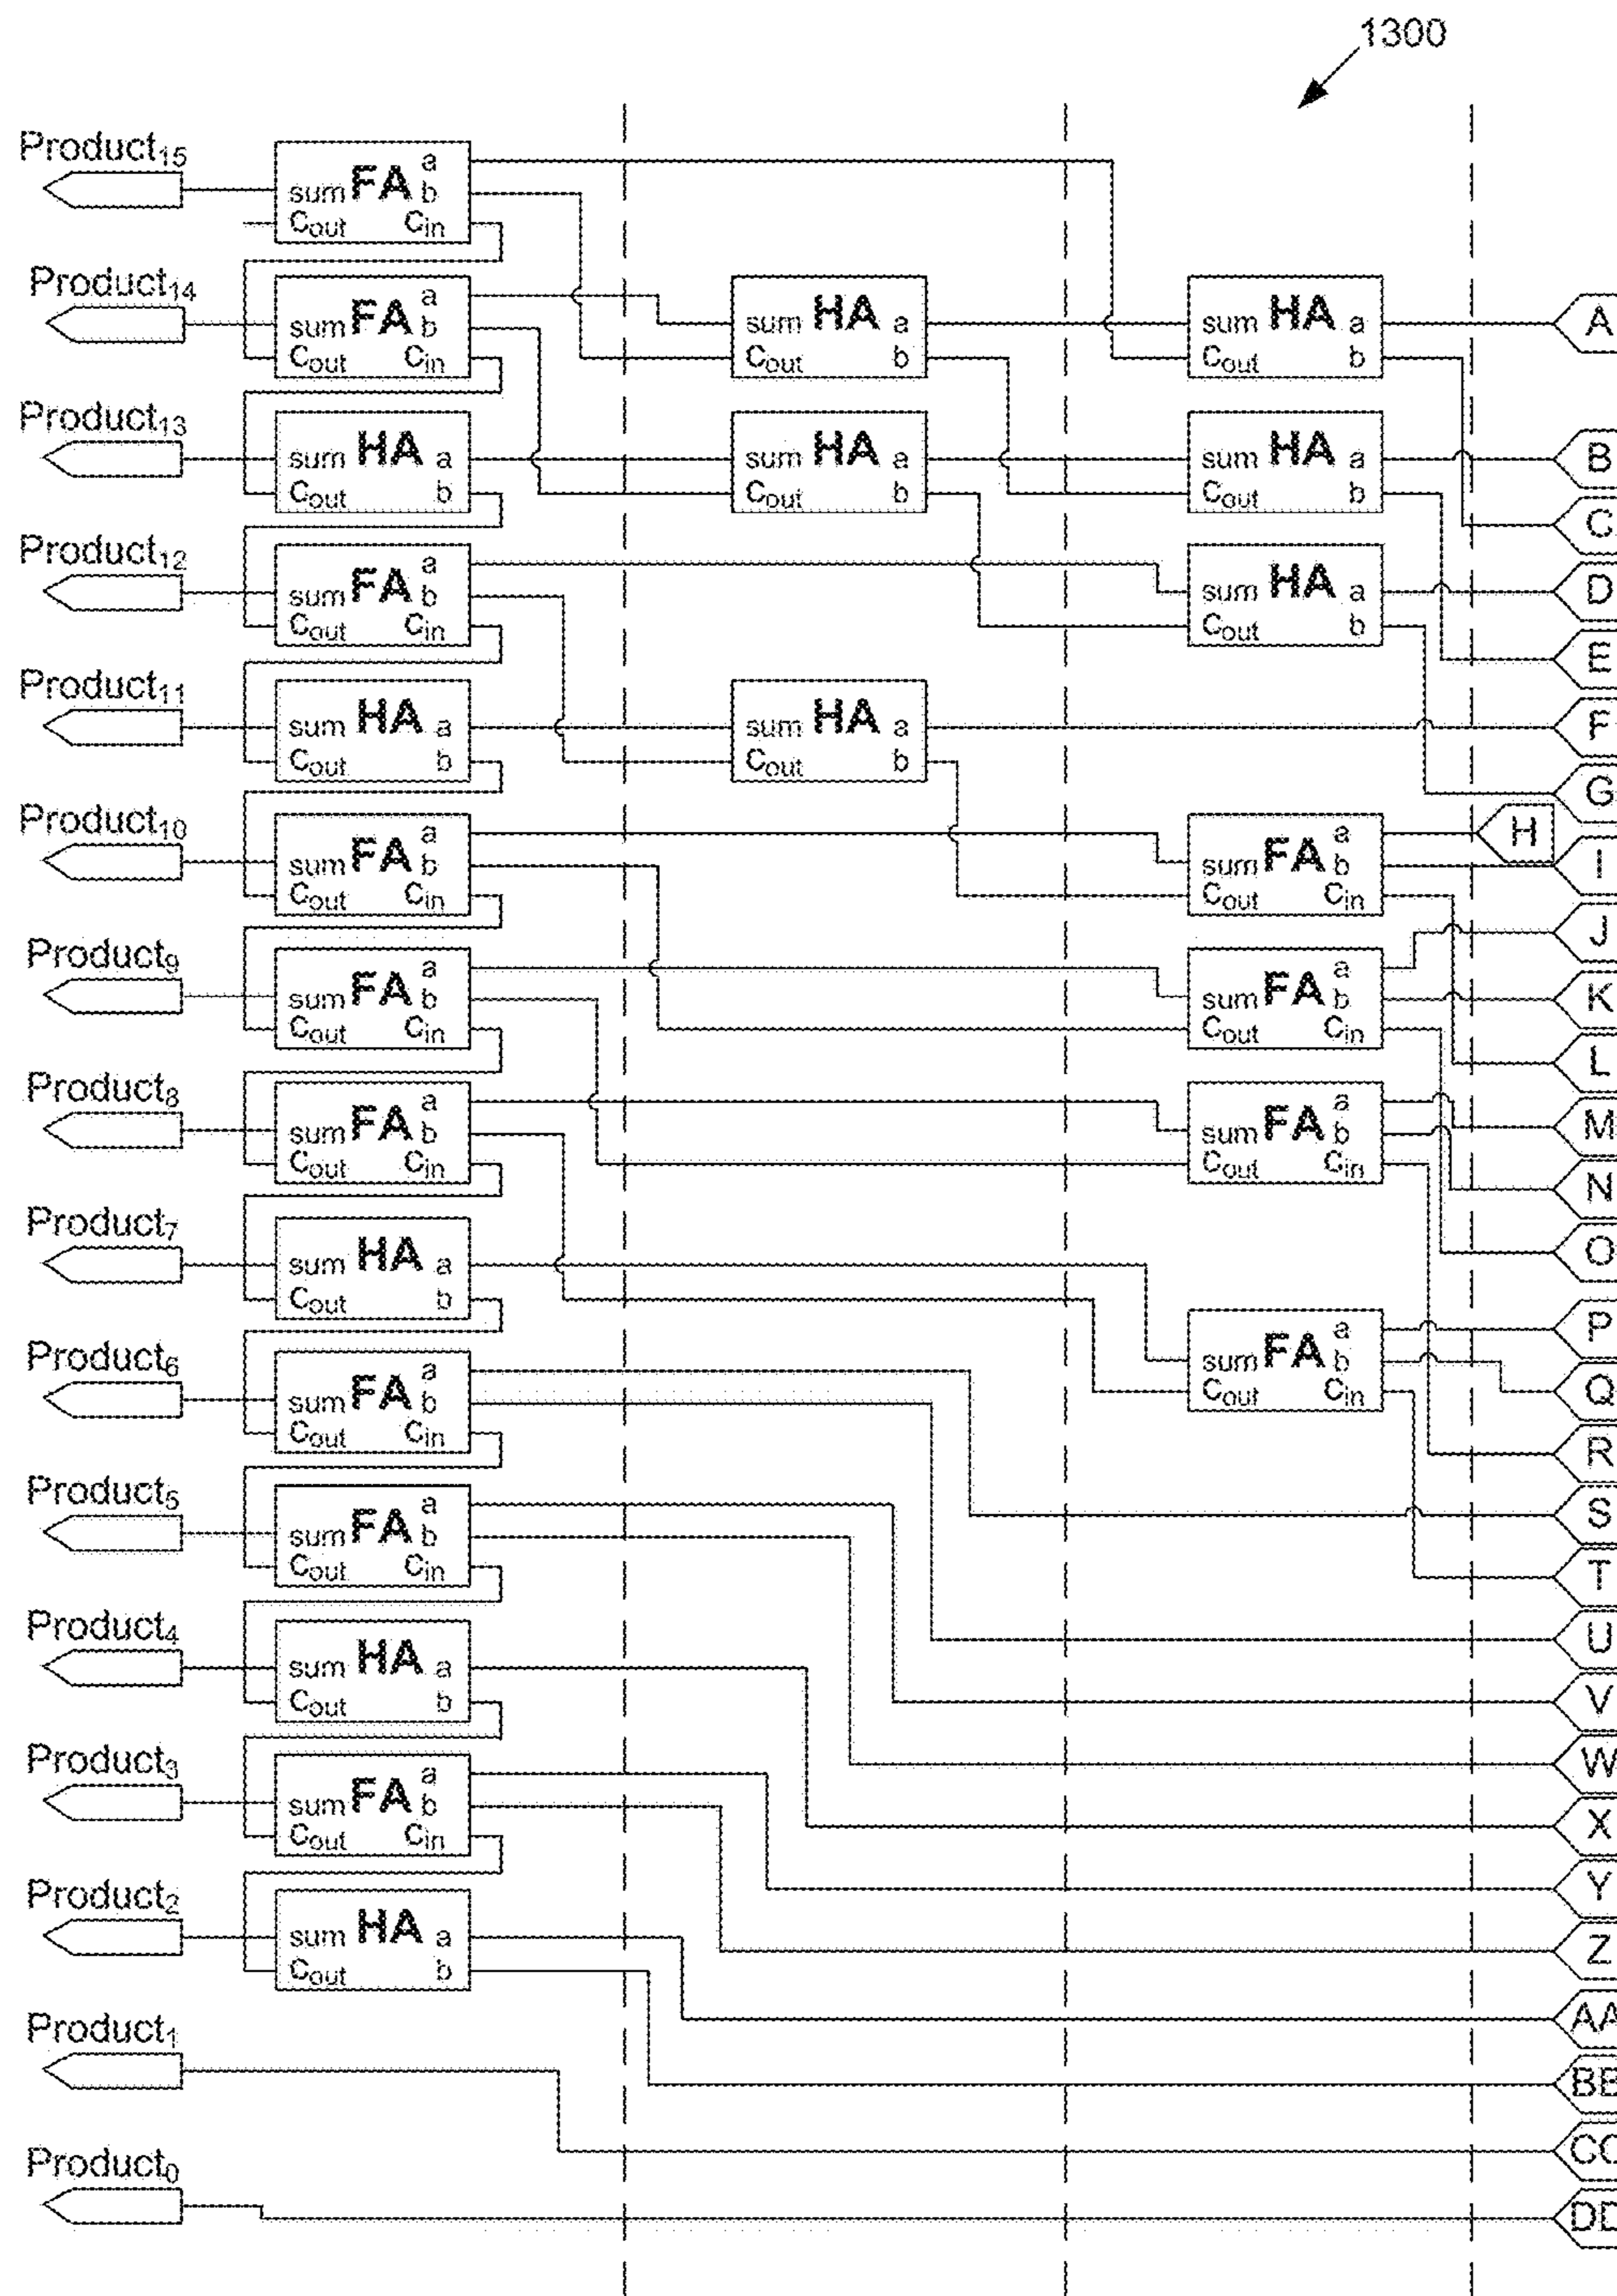 1300
Product15
FA a
sum b
Cout Cin
Product14
FA a
sum b
Cout Cin
sum HA a
Cout b
sum HA a
Cout b
A
Product13
sum HA a
Cout b
sum HA a
Cout b
sum HA a
Cout b
B
C
Product12
FA a
sum b
Cout Cin
sum HA a
Cout b
D
E
Product11
sum HA a
Cout b
sum HA a
Cout b
F
G
Product10
FA a
sum b
Cout Cin
FA a
sum b
Cout Cin
H
I
J
Product9
FA a
sum b
Cout Cin
FA a
sum b
Cout Cin
K
L
Product8
FA a
sum b
Cout Cin
FA a
sum b
Cout Cin
M
N
Product7
sum HA a
Cout b
O
FA a
sum b
Cout Cin
P
Q
Product6
FA a
sum b
Cout Cin
R
Product5
FA a
sum b
Cout Cin
S
T
Product4
sum HA a
Cout b
U
V
Product3
FA a
sum b
Cout Cin
W
X
Product2
sum HA a
Cout b
Y
Z
Product1
AA
BB
CC
Product0
DD